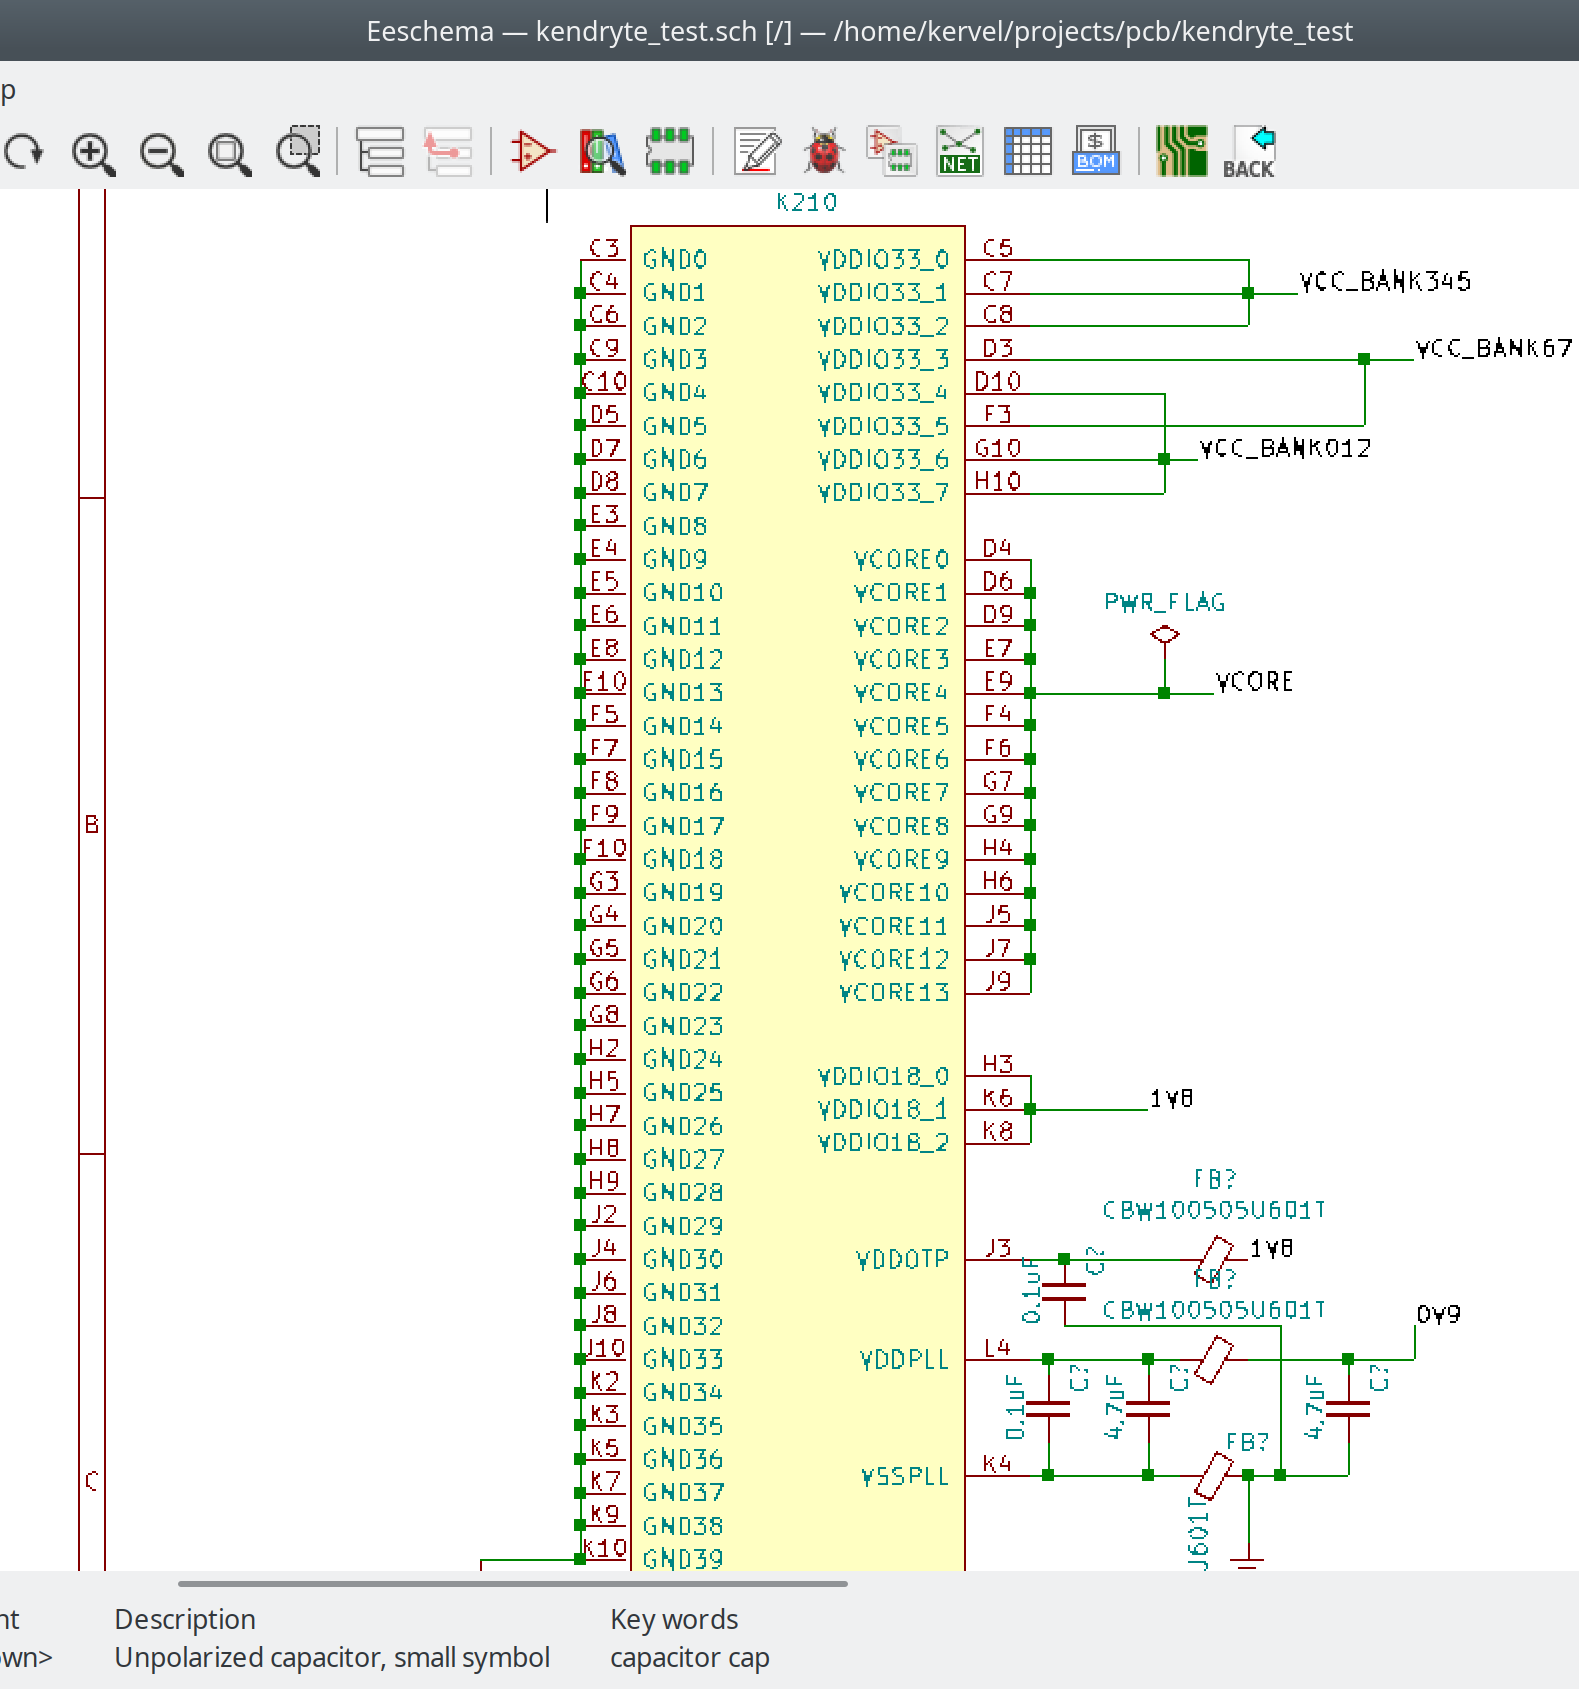 Eeschema — kendryte_test.sch [/] — /home/kervel/projects/pcb/kendryte_test
p
NET
$
BOM
BACK
K210
C3 GND0 VDDIO33_0 C5
C4 GND1 VDDIO33_1 C7 VCC_BANK345
C6 GND2 VDDIO33_2 C8
C9 GND3 VDDIO33_3 D3 VCC_BANK67
C10 GND4 VDDIO33_4 D10
D5 GND5 VDDIO33_5 F3
D7 GND6 VDDIO33_6 G10 VCC_BANK012
D8 GND7 VDDIO33_7 H10
E3 GND8
E4 GND9 VCORE0 D4
E5 GND10 VCORE1 D6
PWR_FLAG
E6 GND11 VCORE2 D9
E8 GND12 VCORE3 E7
E10 GND13 VCORE4 E9 VCORE
F5 GND14 VCORE5 F4
F7 GND15 VCORE6 F6
F8 GND16 VCORE7 G7
B
F9 GND17 VCORE8 G9
F10 GND18 VCORE9 H4
G3 GND19 VCORE10 H6
G4 GND20 VCORE11 J5
G5 GND21 VCORE12 J7
G6 GND22 VCORE13 J9
G8 GND23
H2 GND24
H5 GND25 VDDIO18_0 H3
H7 GND26 VDDIO18_1 K6 1V8
H8 GND27 VDDIO18_2 K8
H9 GND28
FB?
CBW100505U601T
J2 GND29
J4 GND30 VDDOTP J3 1V8
0.1uF C?
J6 GND31
FB?
CBW100505U601T
J8 GND32 0V9
J10 GND33 VDDPLL L4
K2 GND34
0.1uF C?
4.7uF C?
4.7uF C?
K3 GND35
K5 GND36
FB?
C
K7 GND37 VSSPLL K4
K9 GND38
J601T
K10 GND39
nt Description Key words
own> Unpolarized capacitor, small symbol capacitor cap